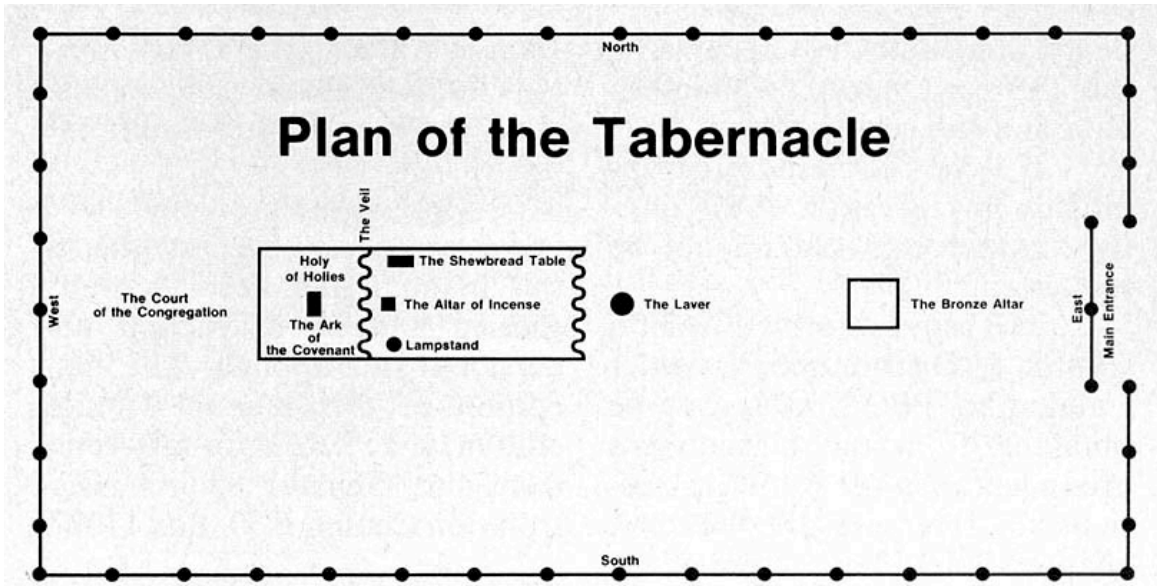 North
Plan of the Tabernacle
The Veil
Holy
of Holies
The Shewbread Table
The Court
of the Congregation
West
The Altar of Incense
The Ark
of
the Covenant
Lampstand
The Laver
The Bronze Altar
East
Main Entrance
South